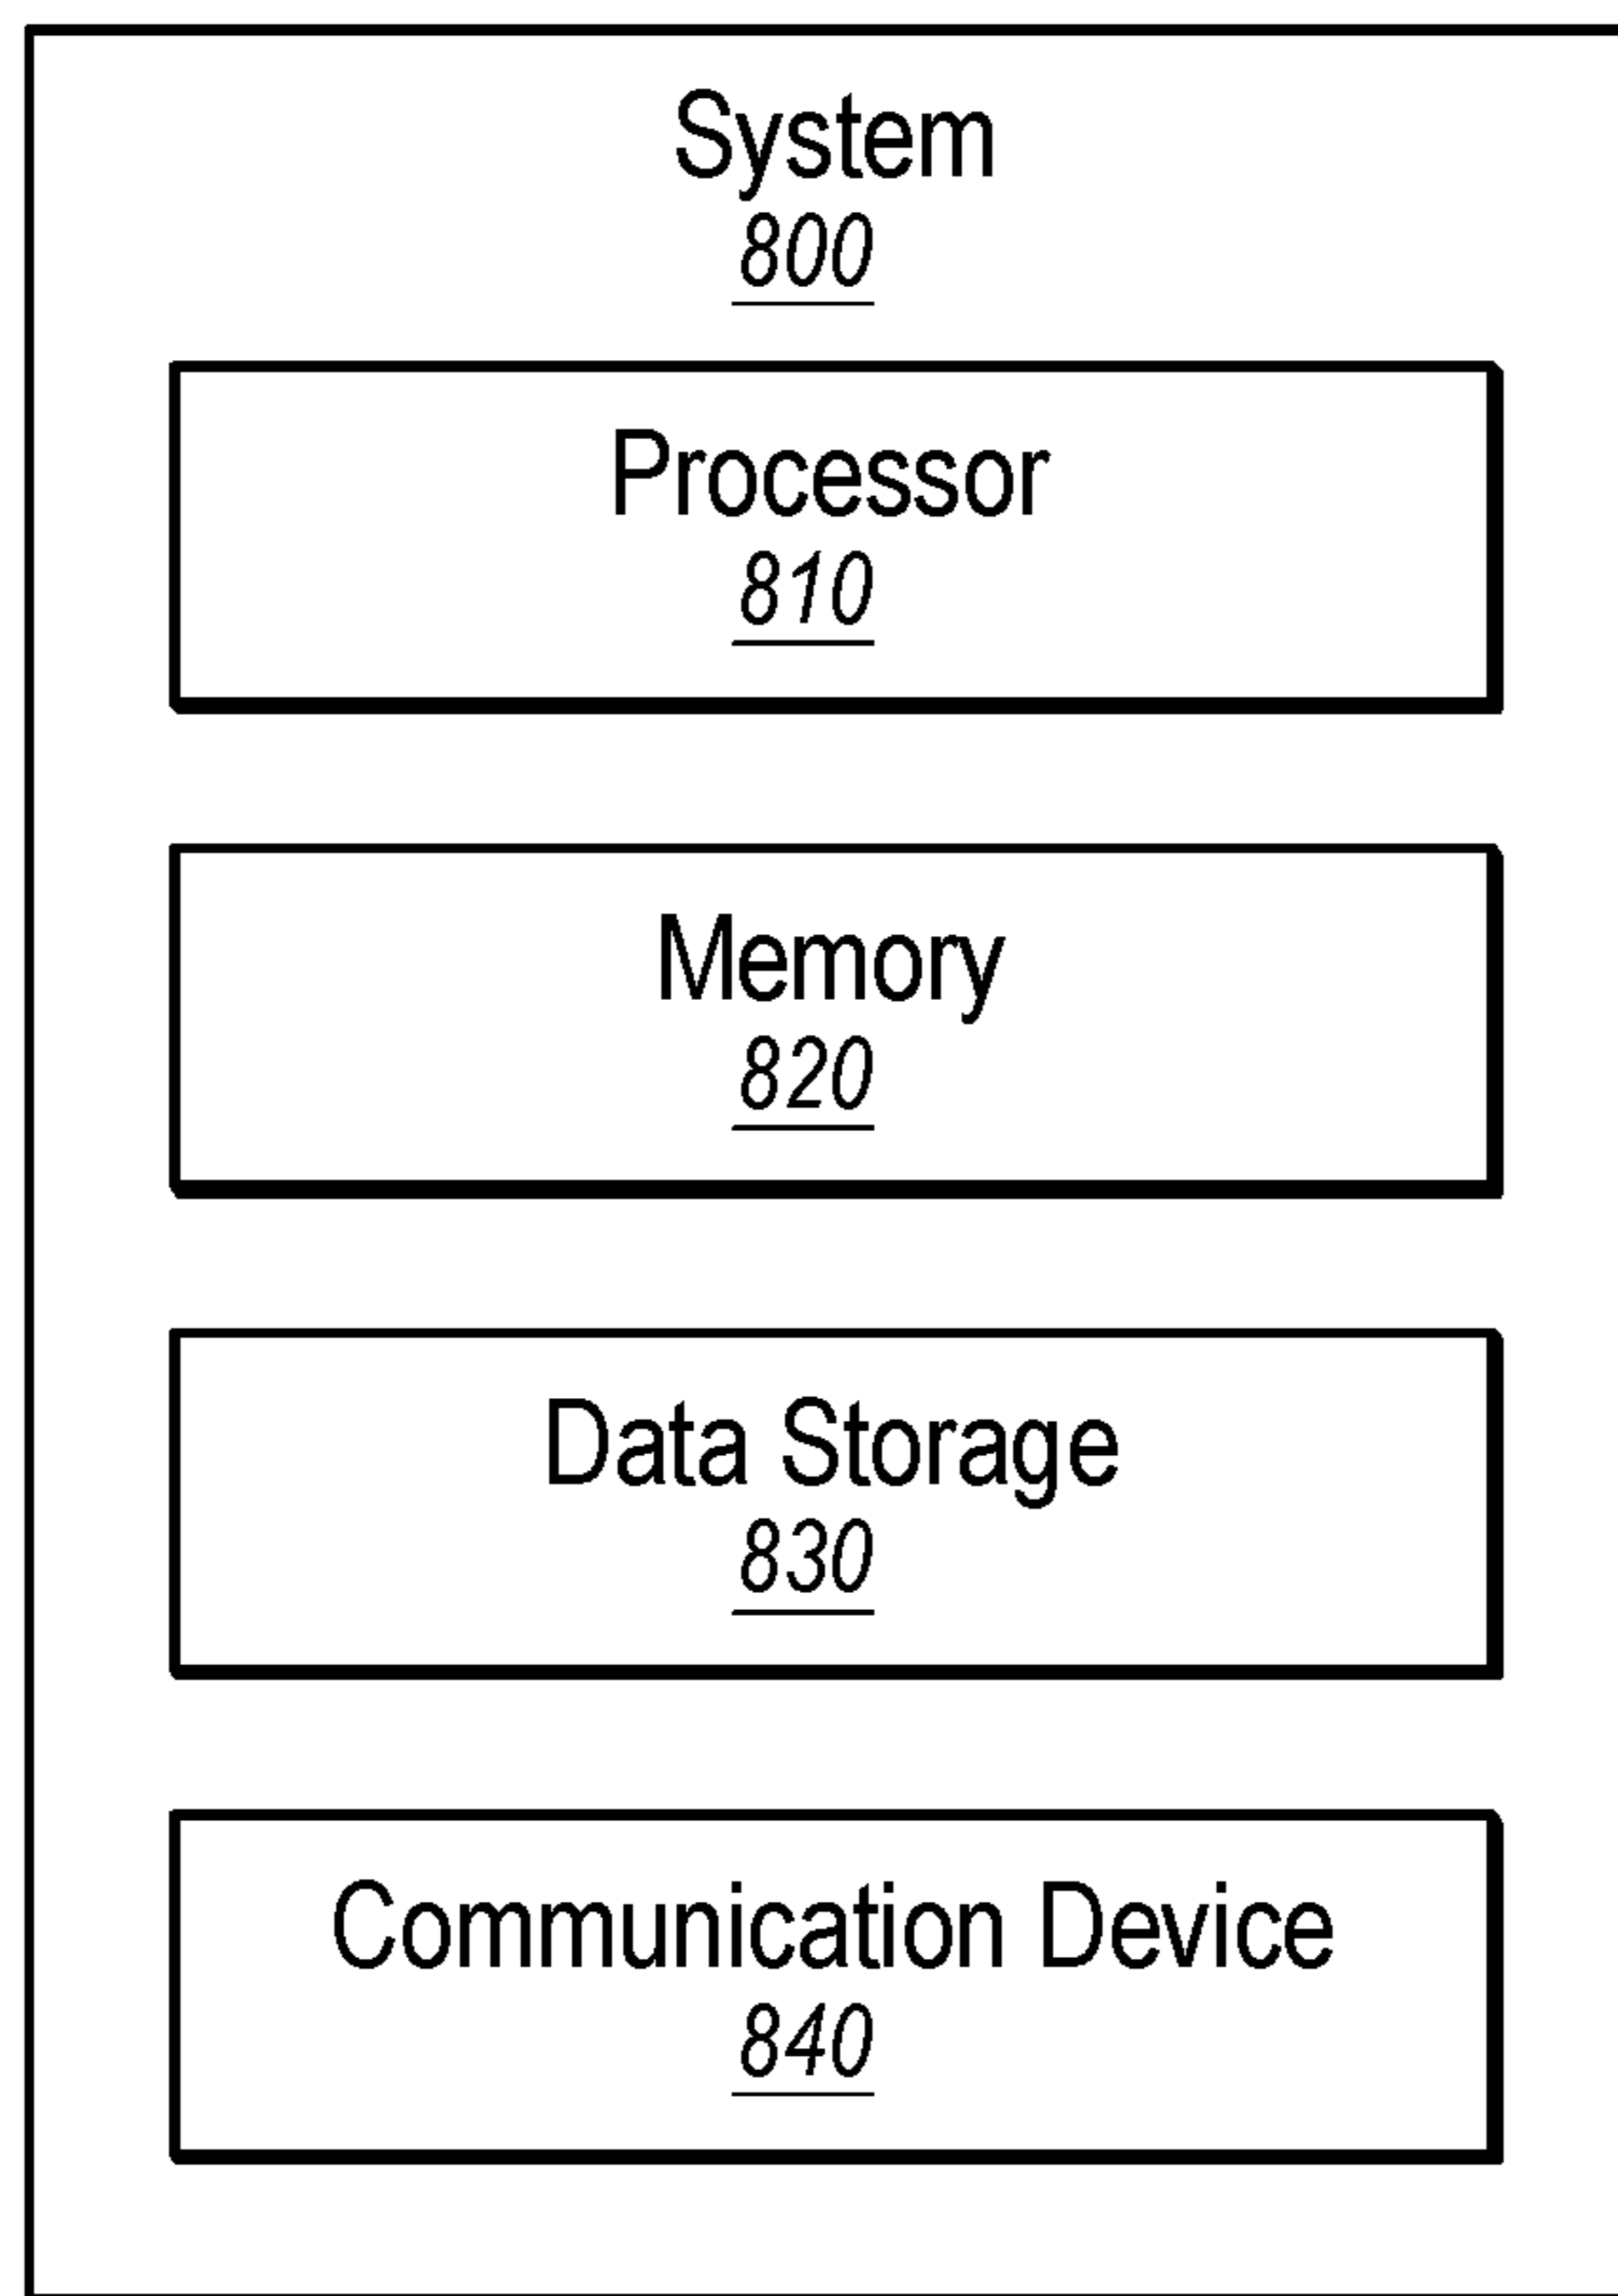 System
800
Processor
810
Memory
820
Data Storage
830
Communication Device
840